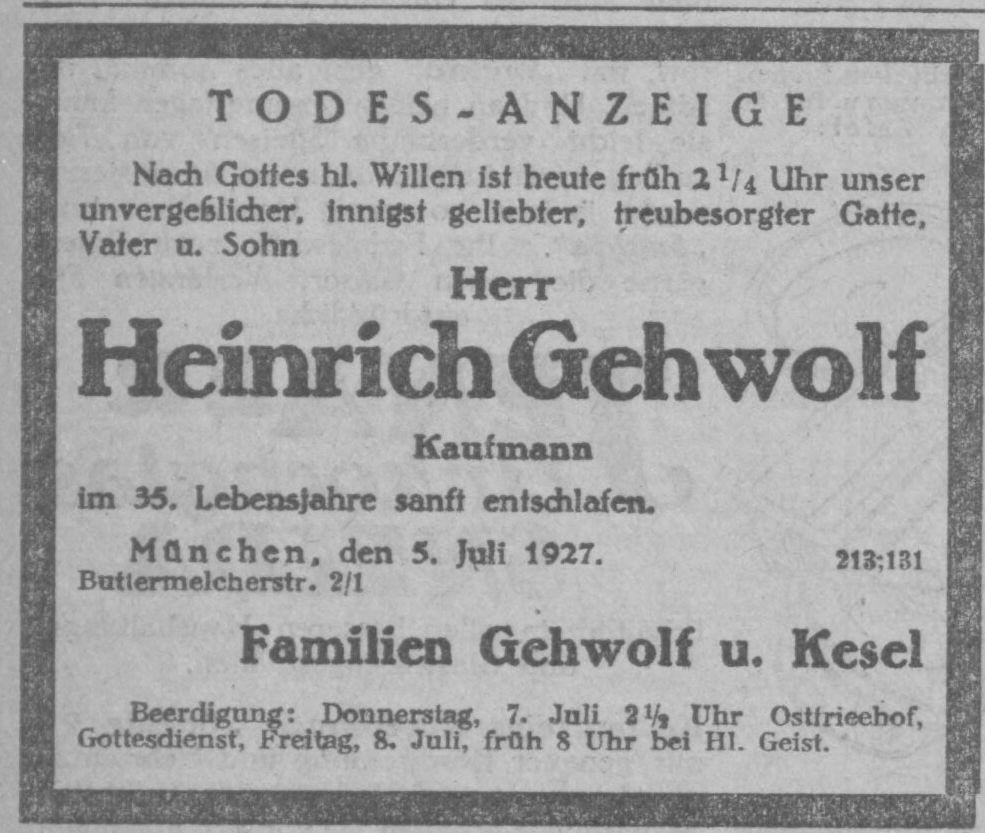 TODES-ANZEIGE
Nach Gottes hl. Willen ist heute früh 2 1/4 Uhr unser
unvergeßlicher, innigst geliebter, treubesorgter Gatte,
Vater u. Sohn
Herr
Heinrich Gehwolf
Kaufmann
im 35. Lebensjahre sanft entschlafen.
München, den 5. Juli 1927. 213;131
Buttermelcherstr. 2/1
Familien Gehwolf u. Kesel
Beerdigung: Donnerstag, 7. Juli 2½ Uhr Ostfrieehof,
Gottesdienst, Freitag, 8. Juli, früh 8 Uhr bei Hl. Geist.